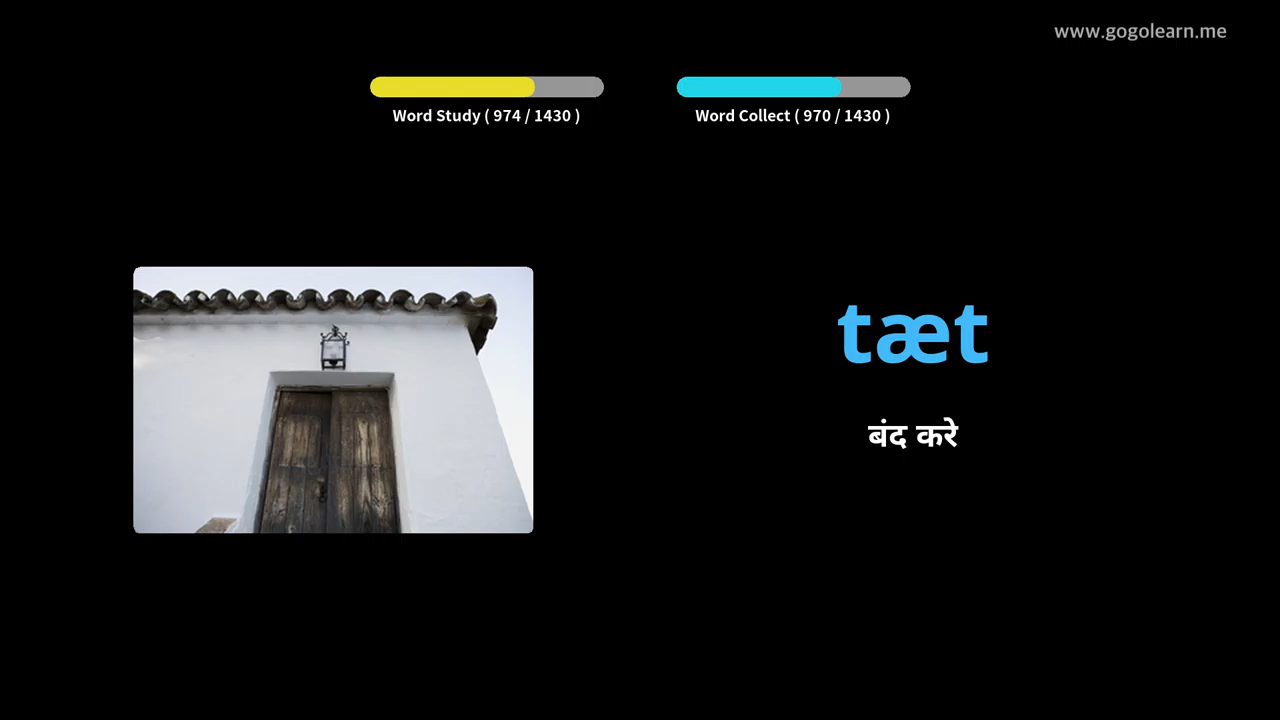 www.gogolearn.me
Word Study ( 974 / 1430 )
Word Collect ( 970 / 1430 )
tæt
बंद करे